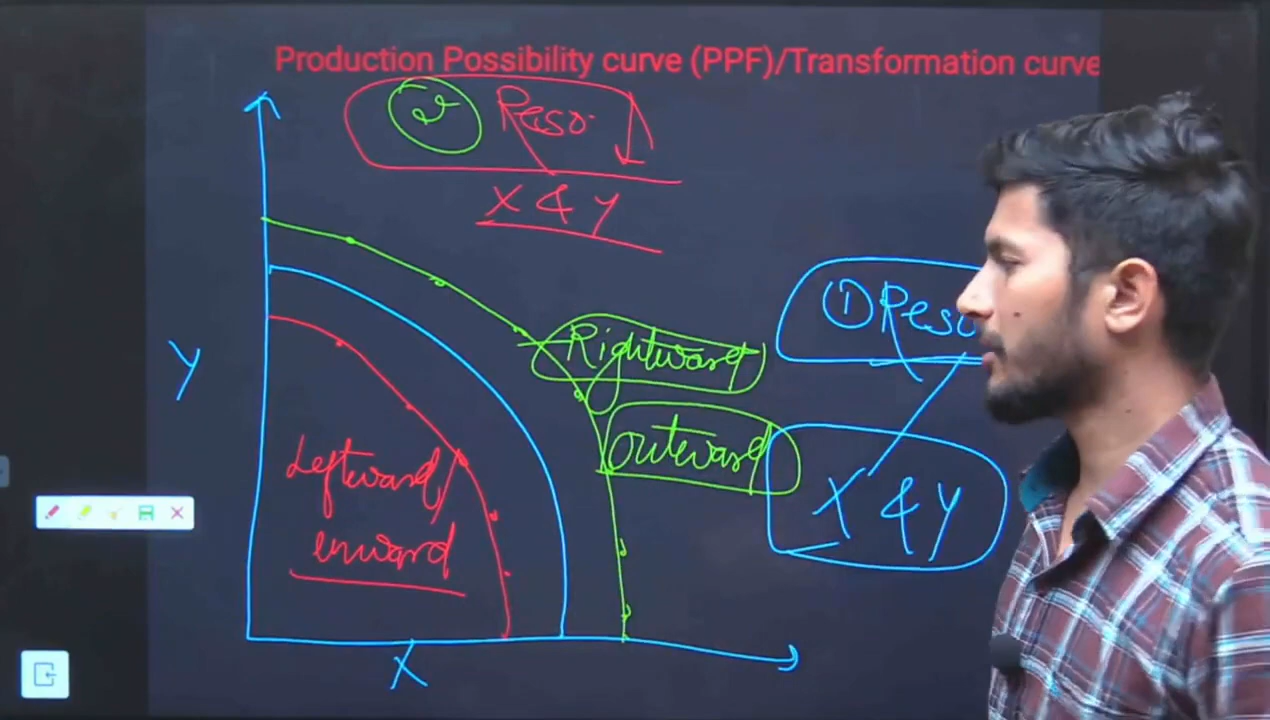 Production Possibility curve (PPF)/Transformation curve
② Reso. ↓
X & Y
Rightward
① Reso
outward
Y
X & Y
Leftward/
inward
X